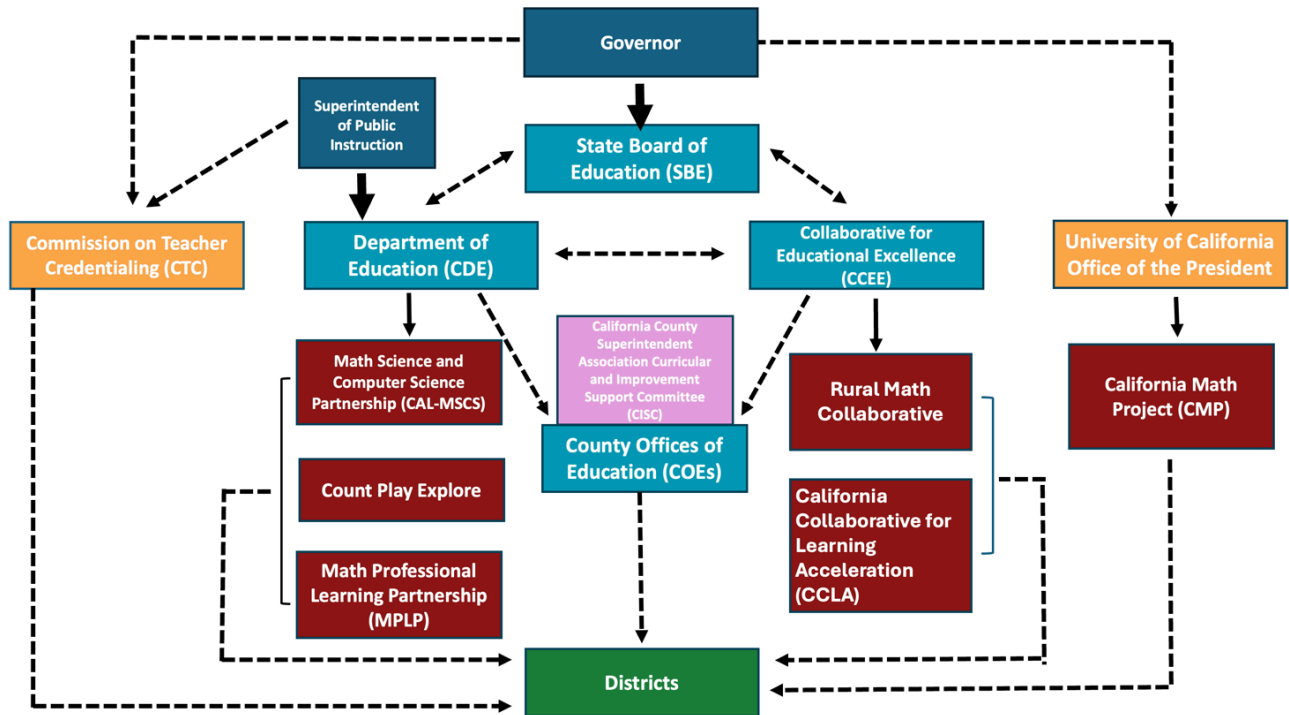 Governor
Superintendent
of Public
Instruction
State Board of
Education (SBE)
Commission on Teacher
Credentialing (CTC)
Department of
Education (CDE)
Collaborative for
Educational Excellence
(CCEE)
University of California
Office of the President
Math Science and
Computer Science
Partnership (CAL-MSCS)
California County
Superintendent
Association Curricular
and Improvement
Support Committee
(CISC)
County Offices of
Education (COEs)
Rural Math
Collaborative
California Math
Project (CMP)
Count Play Explore
California
Collaborative for
Learning
Acceleration
(CCLA)
Math Professional
Learning Partnership
(MPLP)
Districts